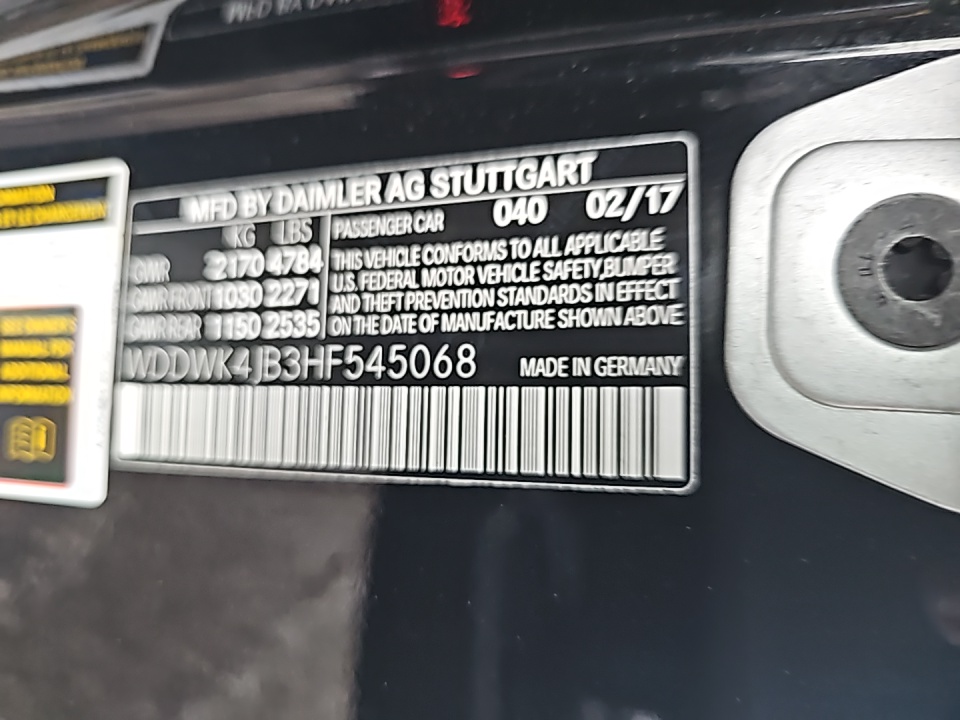 MFD BY DAIMLER AG STUTTGART
KG LBS
GVWR 2170 4784
GAWR FRONT 1030 2271
GAWR REAR 1150 2535
PASSENGER CAR 040 02/17
THIS VEHICLE CONFORMS TO ALL APPLICABLE
U.S. FEDERAL MOTOR VEHICLE SAFETY, BUMPER
AND THEFT PREVENTION STANDARDS IN EFFECT
ON THE DATE OF MANUFACTURE SHOWN ABOVE
WDDWK4JB3HF545068 MADE IN GERMANY